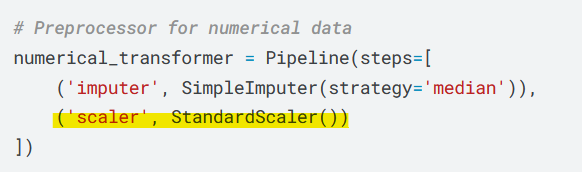 # Preprocessor for numerical data
numerical_transformer = Pipeline(steps=[
    ('imputer', SimpleImputer(strategy='median')),
    ('scaler', StandardScaler())
])